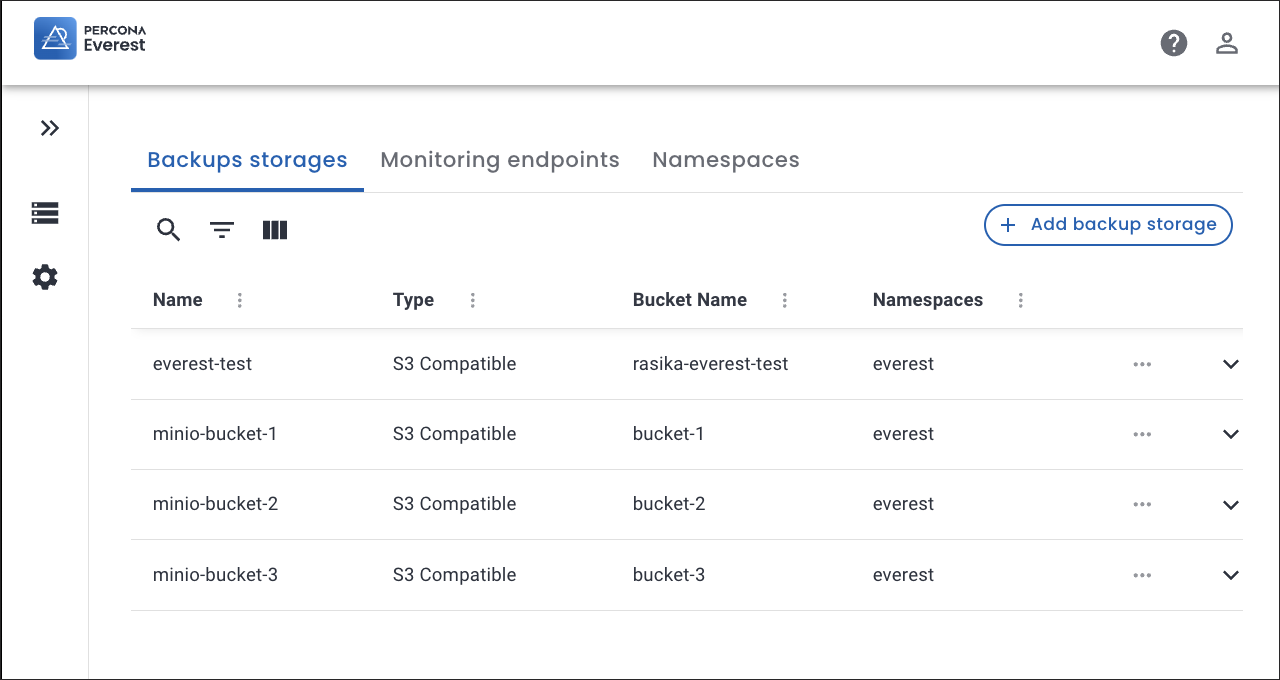 PERCONA
Everest
Backups storages Monitoring endpoints Namespaces
Add backup storage
Name Type Bucket Name Namespaces
everest-test S3 Compatible rasika-everest-test everest
minio-bucket-1 S3 Compatible bucket-1 everest
minio-bucket-2 S3 Compatible bucket-2 everest
minio-bucket-3 S3 Compatible bucket-3 everest